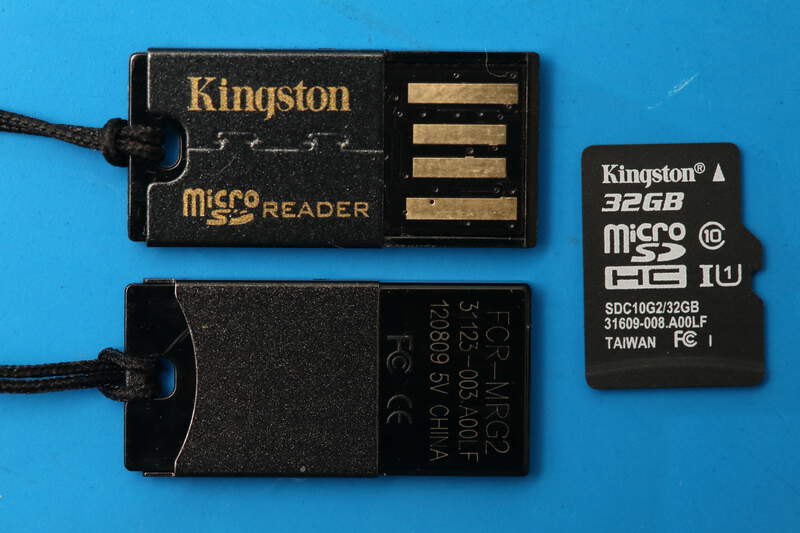 Kingston
micro SD READER
FCR-MRG2
31123-003.A00LF
120809 5V CHINA
FC CE
Kingston®
32GB
micro SD 10
HC I U1
SDC10G2/32GB
31609-008.A00LF
TAIWAN FC I